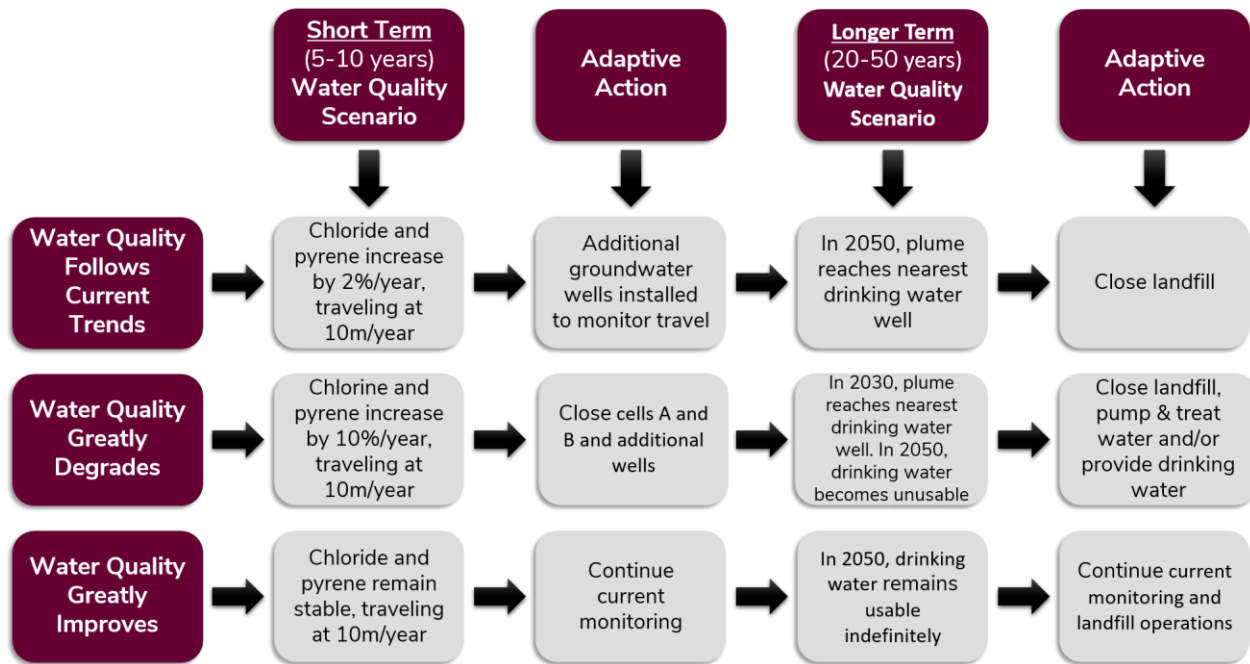 Short Term
(5-10 years)
Water Quality
Scenario
Adaptive
Action
Longer Term
(20-50 years)
Water Quality
Scenario
Adaptive
Action
Water Quality
Follows
Current
Trends
Chloride and
pyrene increase
by 2%/year,
traveling at
10m/year
Additional
groundwater
wells installed
to monitor travel
In 2050, plume
reaches nearest
drinking water
well
Close landfill
Water Quality
Greatly
Degrades
Chlorine and
pyrene increase
by 10%/year,
traveling at
10m/year
Close cells A and
B and additional
wells
In 2030, plume
reaches nearest
drinking water
well. In 2050,
drinking water
becomes unusable
Close landfill,
pump & treat
water and/or
provide drinking
water
Water Quality
Greatly
Improves
Chloride and
pyrene remain
stable, traveling
at 10m/year
Continue
current
monitoring
In 2050, drinking
water remains
usable
indefinitely
Continue current
monitoring and
landfill operations